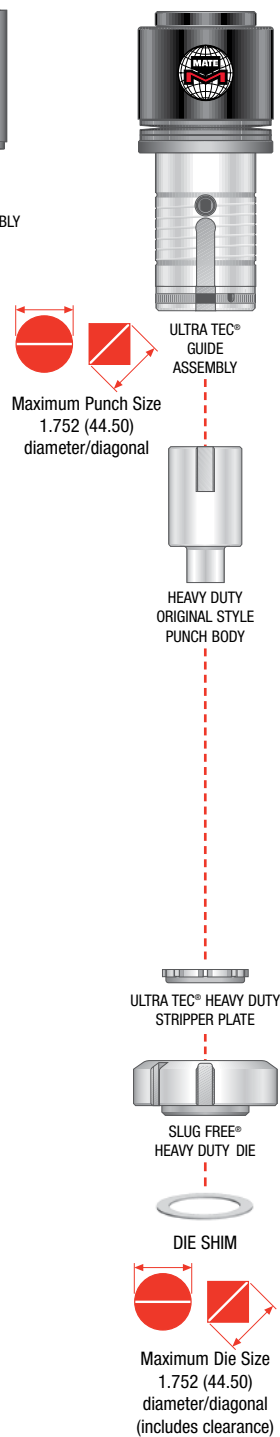 MATE
BLY
ULTRA TEC®
GUIDE
ASSEMBLY
Maximum Punch Size
1.752 (44.50)
diameter/diagonal
HEAVY DUTY
ORIGINAL STYLE
PUNCH BODY
ULTRA TEC® HEAVY DUTY
STRIPPER PLATE
SLUG FREE®
HEAVY DUTY DIE
DIE SHIM
Maximum Die Size
1.752 (44.50)
diameter/diagonal
(includes clearance)